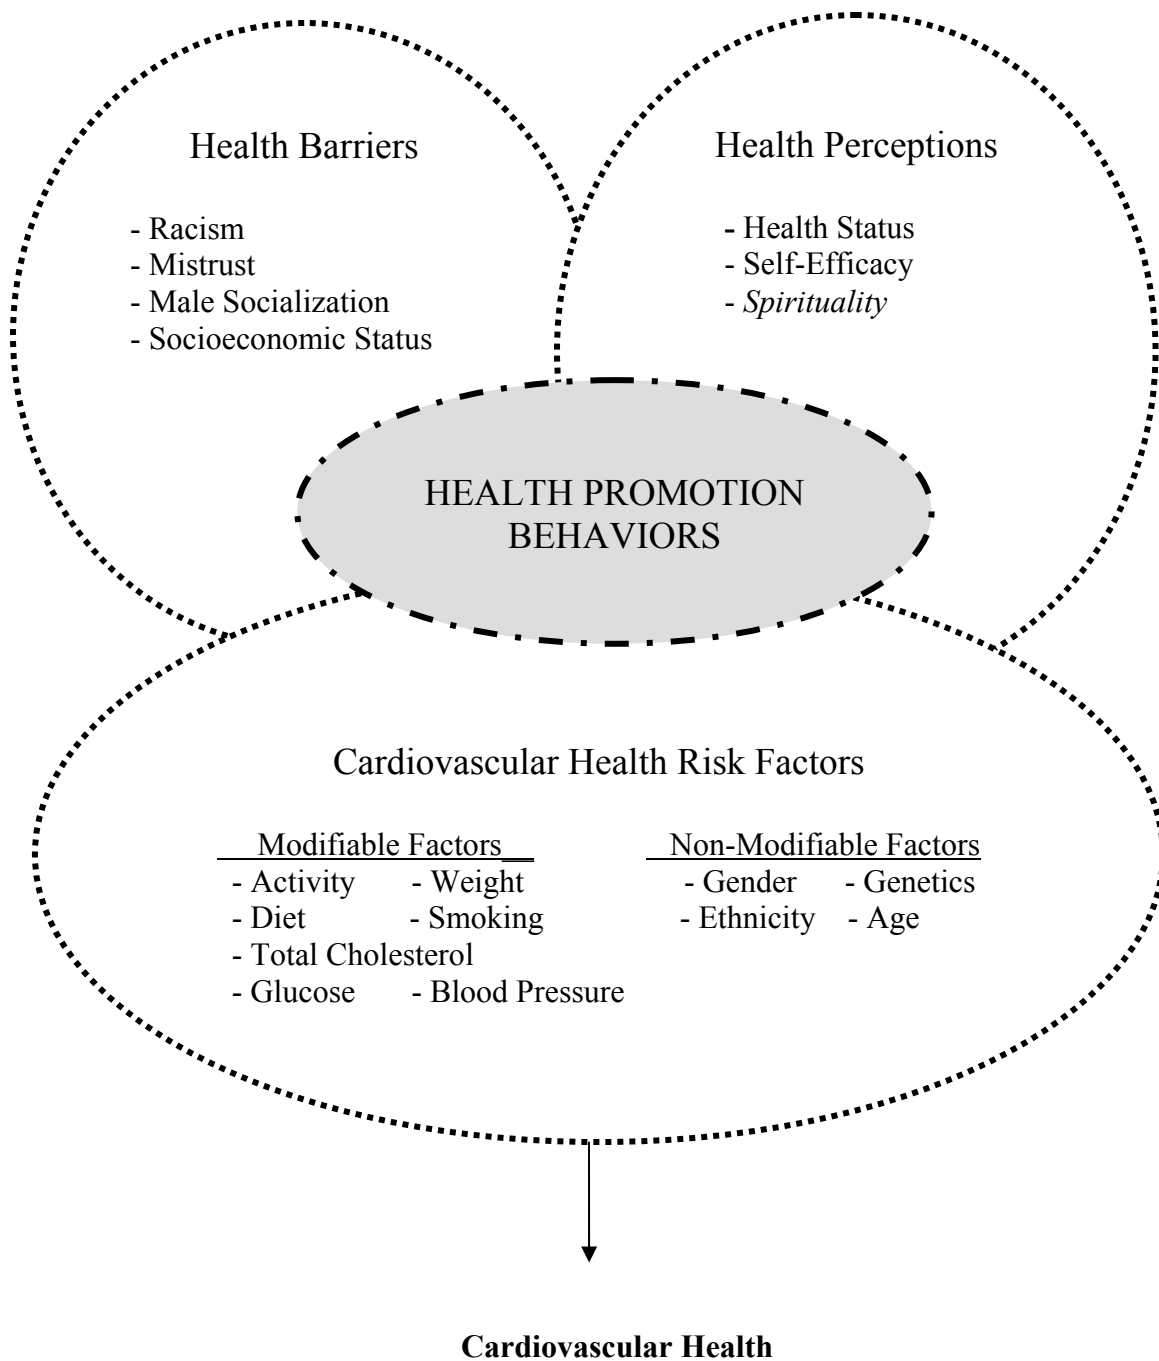 Health Barriers
- Racism
- Mistrust
- Male Socialization
- Socioeconomic Status
Health Perceptions
- Health Status
- Self-Efficacy
- Spirituality
HEALTH PROMOTION
BEHAVIORS
Cardiovascular Health Risk Factors
Modifiable Factors
- Activity - Weight
- Diet - Smoking
- Total Cholesterol
- Glucose - Blood Pressure
Non-Modifiable Factors
- Gender - Genetics
- Ethnicity - Age
Cardiovascular Health